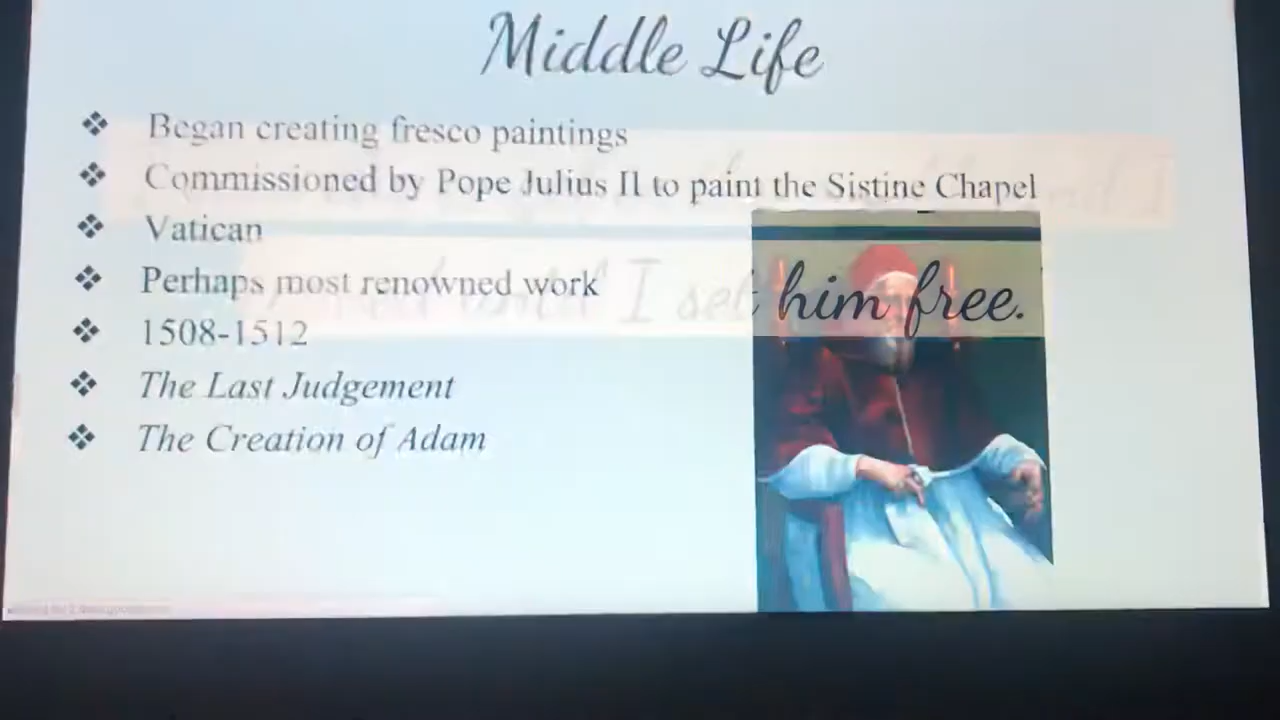 Middle Life
Began creating fresco paintings
Commissioned by Pope Julius II to paint the Sistine Chapel
Vatican
Perhaps most renowned work
I set him free.
1508-1512
The Last Judgement
The Creation of Adam